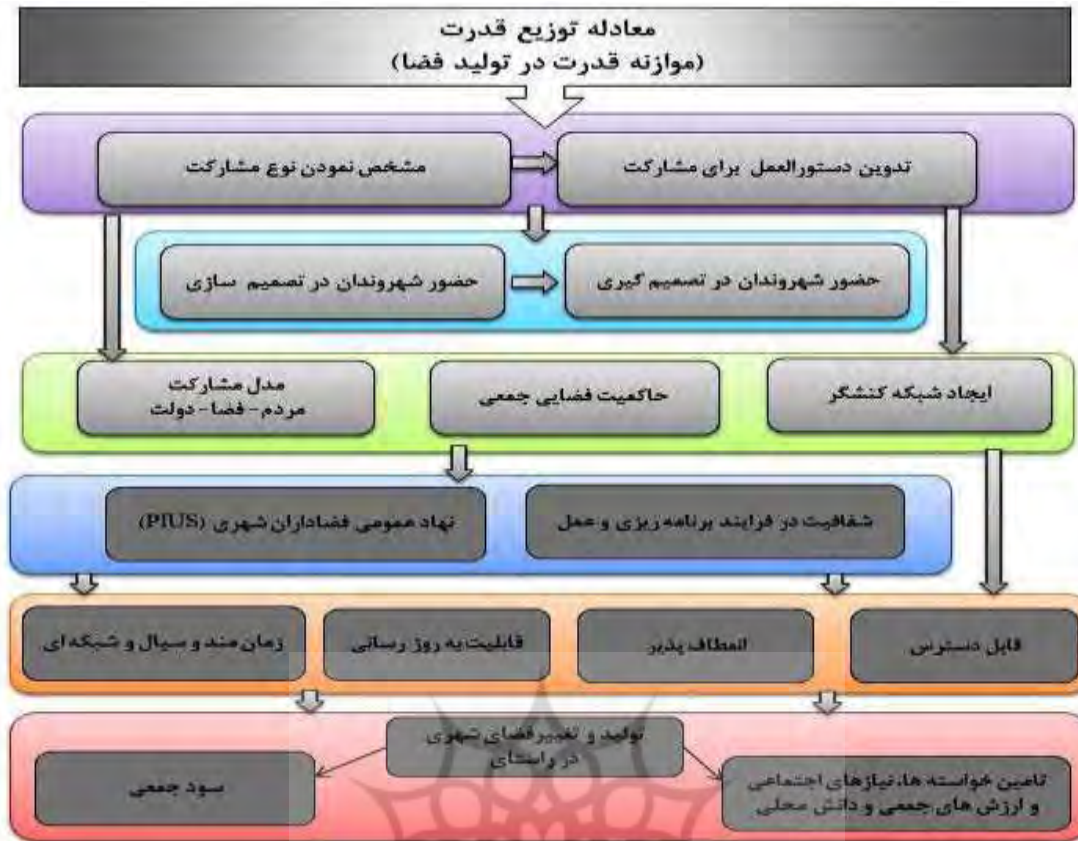 معادله توزیع قدرت
(موازنه قدرت در تولید فضا)
تدوین دستورالعمل برای مشارکت
مشخص نمودن نوع مشارکت
حضور شهروندان در تصمیم گیری
حضور شهروندان در تصمیم سازی
ایجاد شبکه کنشگر
حاکمیت فضایی جمعی
مدل مشارکت
مردم-فضا-دولت
شفافیت در فرایند برنامه ریزی و عمل
نهاد عمومی فضاداران شهری (PIUS)
قابل دسترس
انعطاف پذیر
قابلیت به روز رسانی
زمان مند و سیال و شبکه ای
تولید و تغییر فضای شهری
در راستای
تامین خواسته ها، نیازهای اجتماعی
و ارزش های جمعی و دانش محلی
سود جمعی